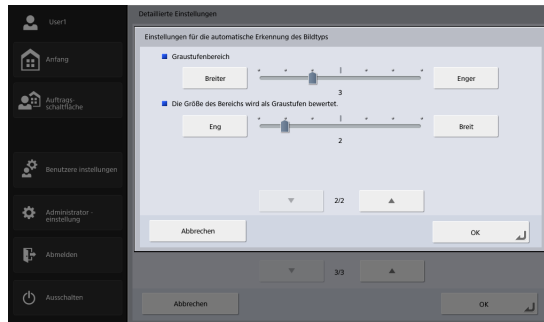 User1
Anfang
Auftrags-
schaltfläche
Benutzere instellungen
Administrator -
einstellung
Abmelden
Ausschalten
Detaillierte Einstellungen
Einstellungen für die automatische Erkennung des Bildtyps
Graustufenbereich
Breiter
Enger
3
Die Größe des Bereichs wird als Graustufen bewertet.
Eng
Breit
2
2/2
Abbrechen
OK
3/3
Abbrechen
OK